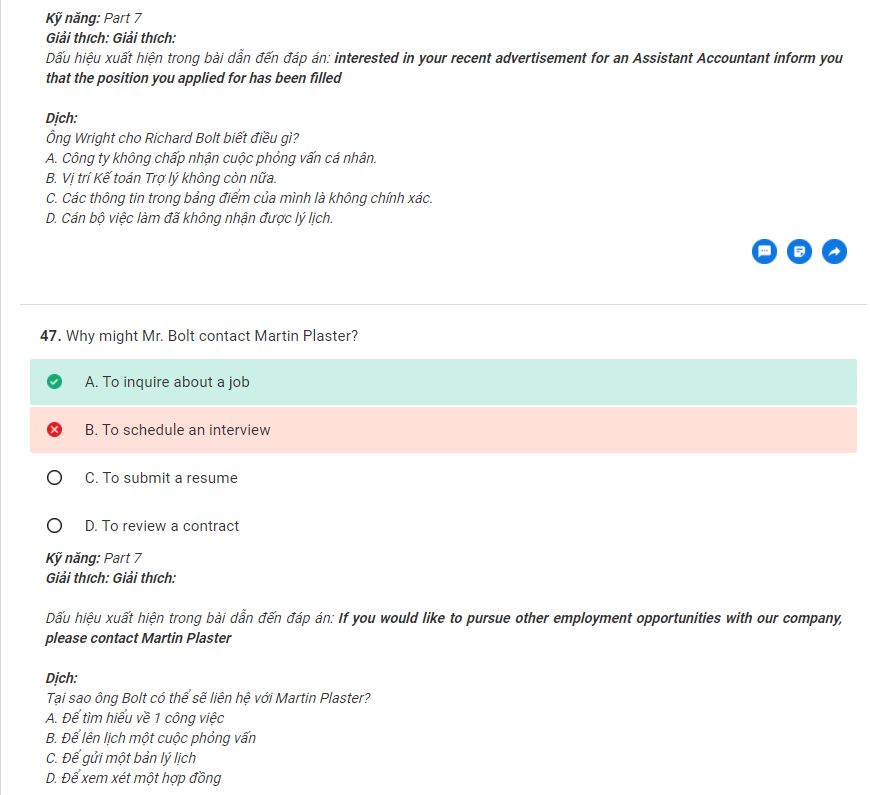 Kỹ năng: Part 7
Giải thích: Giải thích:
Dấu hiệu xuất hiện trong bài dẫn đến đáp án: interested in your recent advertisement for an Assistant Accountant inform you
that the position you applied for has been filled
Dịch:
Ông Wright cho Richard Bolt biết điều gì?
A. Công ty không chấp nhận cuộc phỏng vấn cá nhân.
B. Vị trí Kế toán Trợ lý không còn nữa.
C. Các thông tin trong bảng điểm của mình là không chính xác.
D. Cán bộ việc làm đã không nhận được lý lịch.
47. Why might Mr. Bolt contact Martin Plaster?
A. To inquire about a job
B. To schedule an interview
C. To submit a resume
D. To review a contract
Kỹ năng: Part 7
Giải thích: Giải thích:
Dấu hiệu xuất hiện trong bài dẫn đến đáp án: If you would like to pursue other employment opportunities with our company,
please contact Martin Plaster
Dịch:
Tại sao ông Bolt có thể sẽ liên hệ với Martin Plaster?
A. Để tìm hiểu về 1 công việc
B. Để lên lịch một cuộc phỏng vấn
C. Để gửi một bản lý lịch
D. Để xem xét một hợp đồng